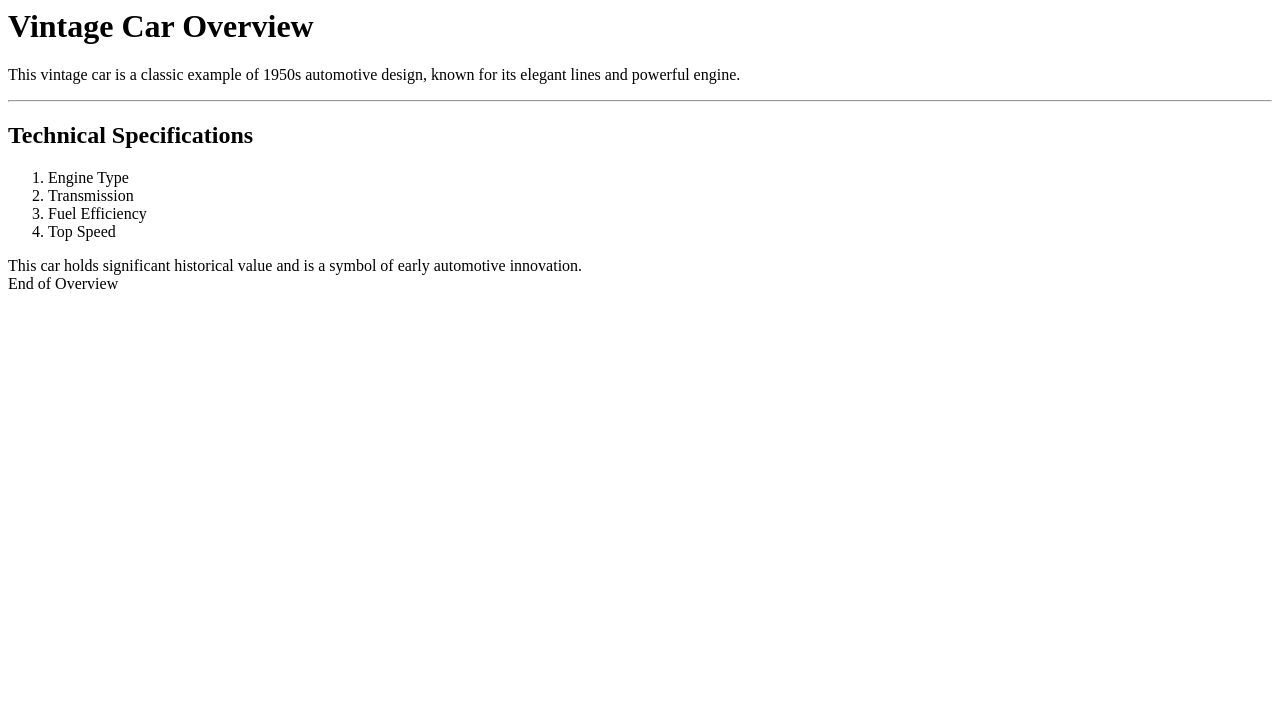 Vintage Car Overview
This vintage car is a classic example of 1950s automotive design, known for its elegant lines and powerful engine.
Technical Specifications
1. Engine Type
2. Transmission
3. Fuel Efficiency
4. Top Speed
This car holds significant historical value and is a symbol of early automotive innovation.
End of Overview